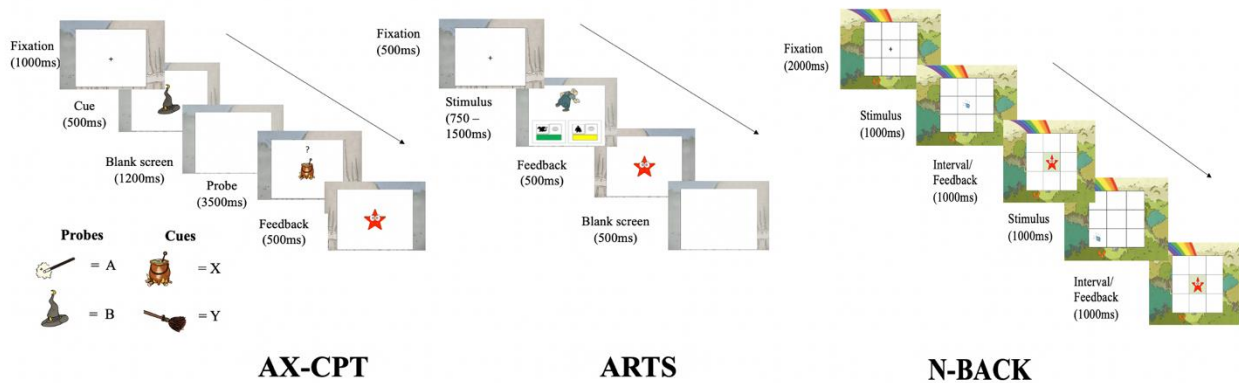 Fixation
(1000ms)
Cue
(500ms)
Blank screen
(1200ms)
Probe
(3500ms)
?
Feedback
(500ms)
Probes Cues
= A = X
= B = Y
AX-CPT
Fixation
(500ms)
Stimulus
(750 –
1500ms)
Feedback
(500ms)
Blank screen
(500ms)
ARTS
Fixation
(2000ms)
Stimulus
(1000ms)
Interval/
Feedback
(1000ms)
Stimulus
(1000ms)
Interval/
Feedback
(1000ms)
N-BACK